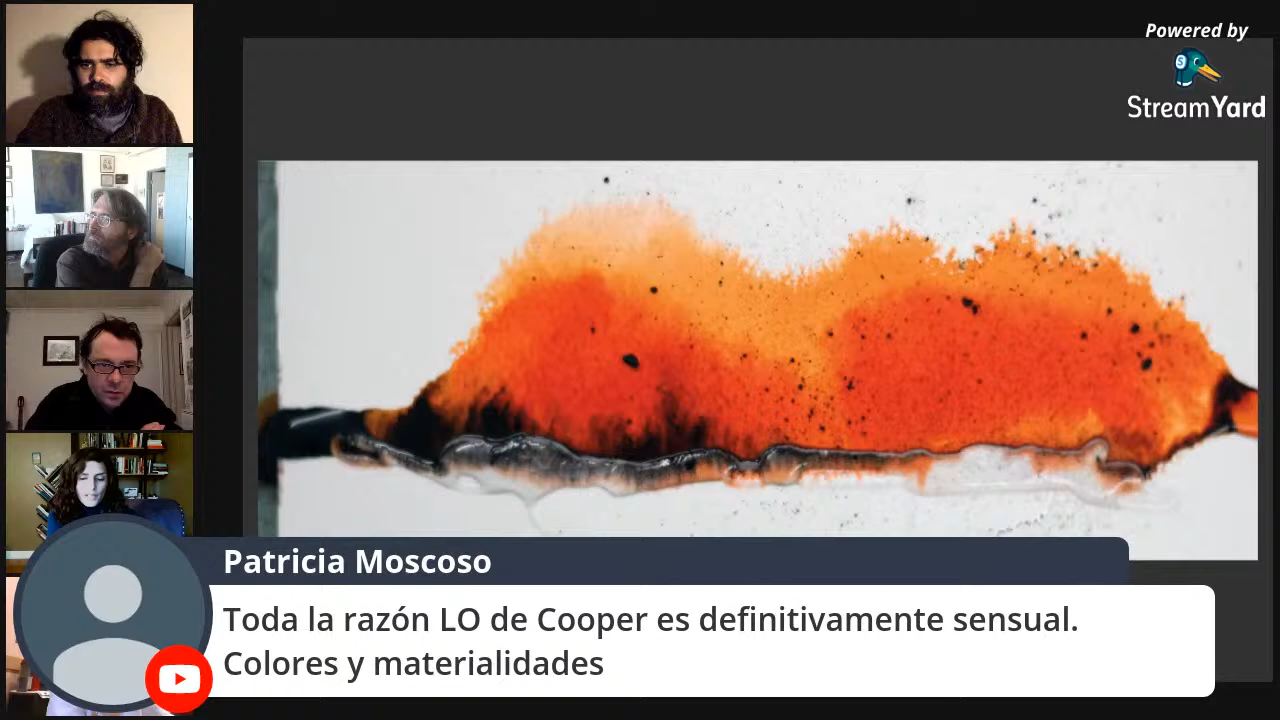 Powered by
StreamYard
Patricia Moscoso
Toda la razón LO de Cooper es definitivamente sensual.
Colores y materialidades